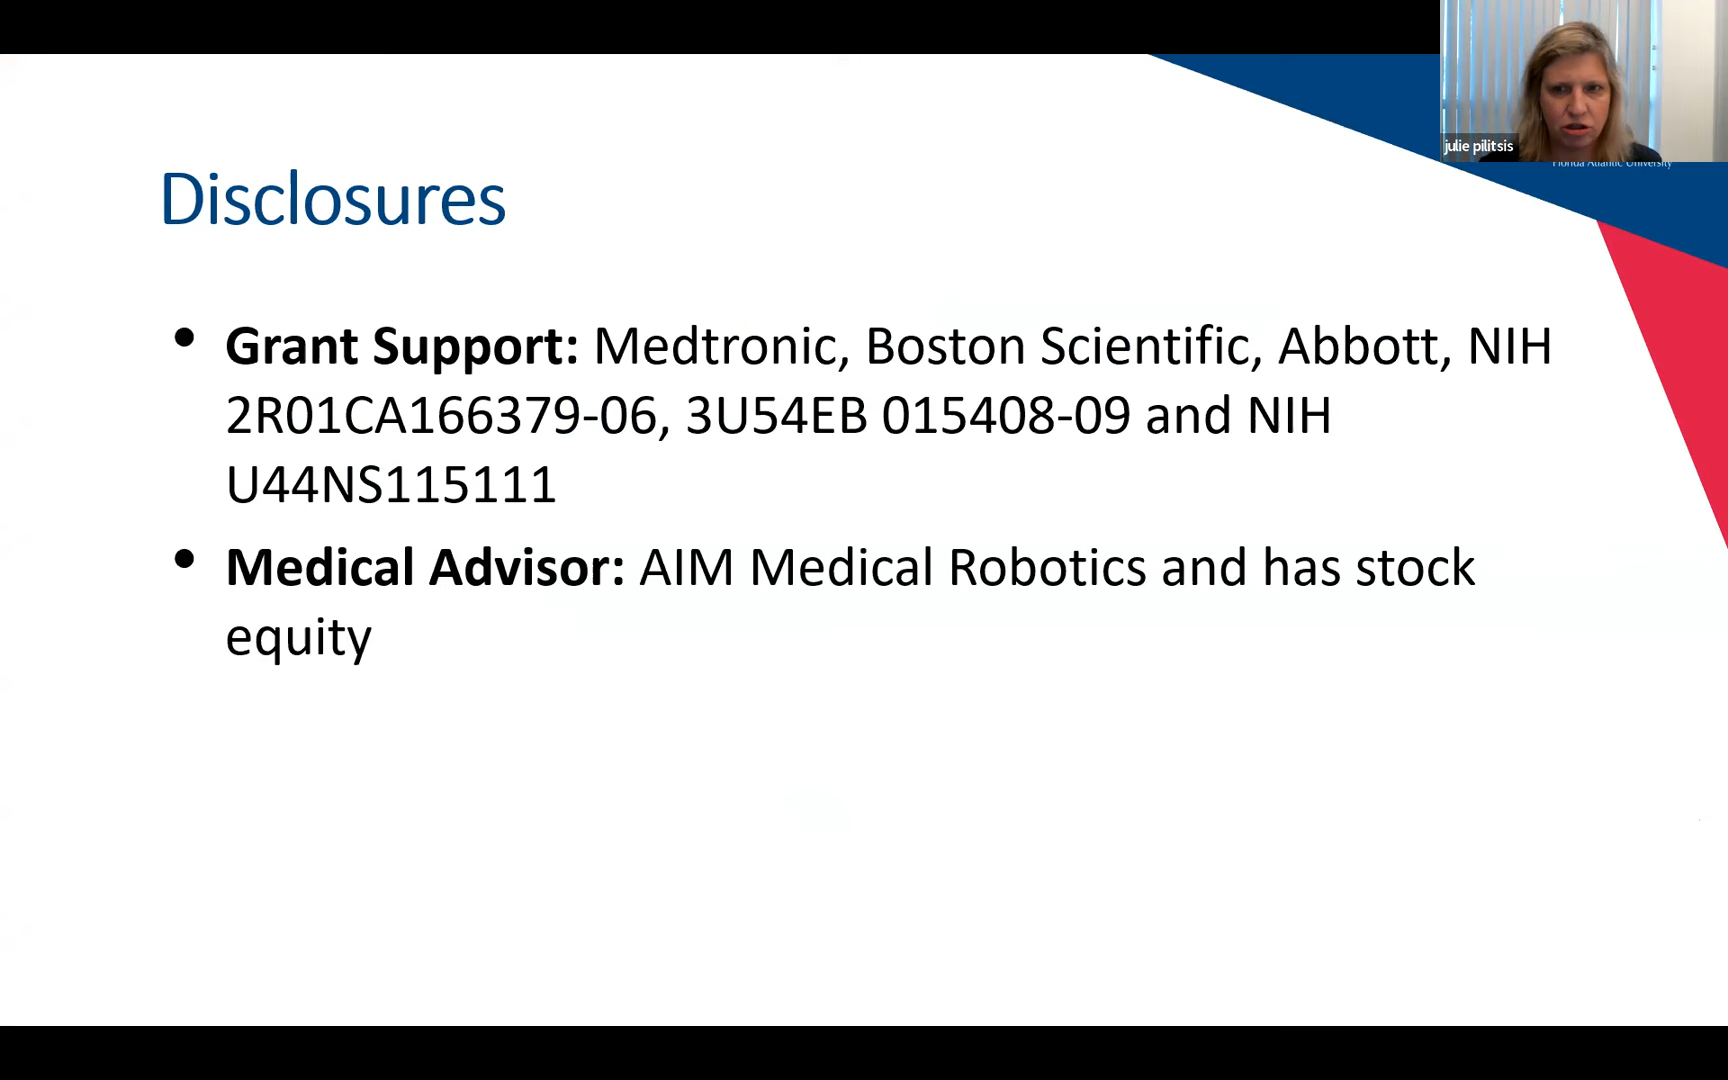 julie pilitsis
Florida Atlantic University
Disclosures
• Grant Support: Medtronic, Boston Scientific, Abbott, NIH
2R01CA166379-06, 3U54EB 015408-09 and NIH
U44NS115111
• Medical Advisor: AIM Medical Robotics and has stock
equity